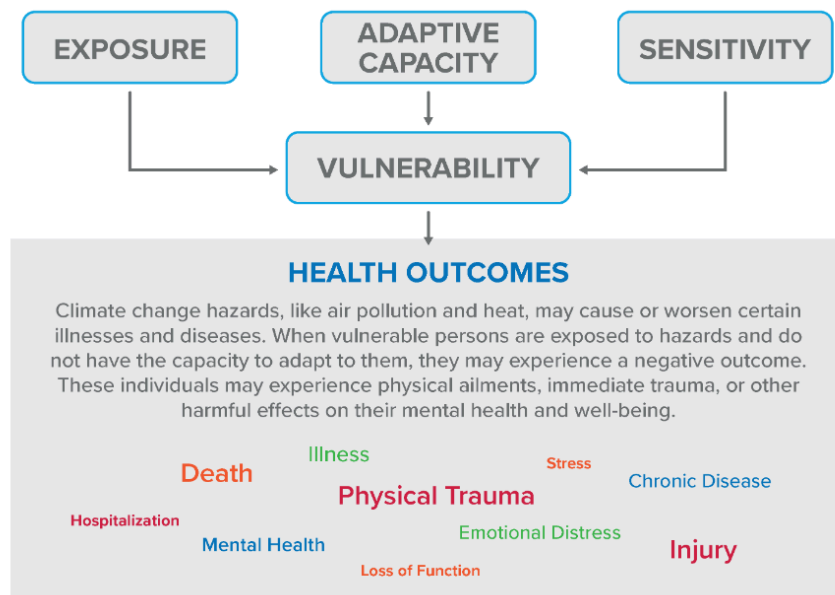 EXPOSURE
ADAPTIVE
CAPACITY
SENSITIVITY
VULNERABILITY
HEALTH OUTCOMES
Climate change hazards, like air pollution and heat, may cause or worsen certain
illnesses and diseases. When vulnerable persons are exposed to hazards and do
not have the capacity to adapt to them, they may experience a negative outcome.
These individuals may experience physical ailments, immediate trauma, or other
harmful effects on their mental health and well-being.
Illness
Death
Stress
Chronic Disease
Physical Trauma
Hospitalization
Mental Health
Emotional Distress
Injury
Loss of Function